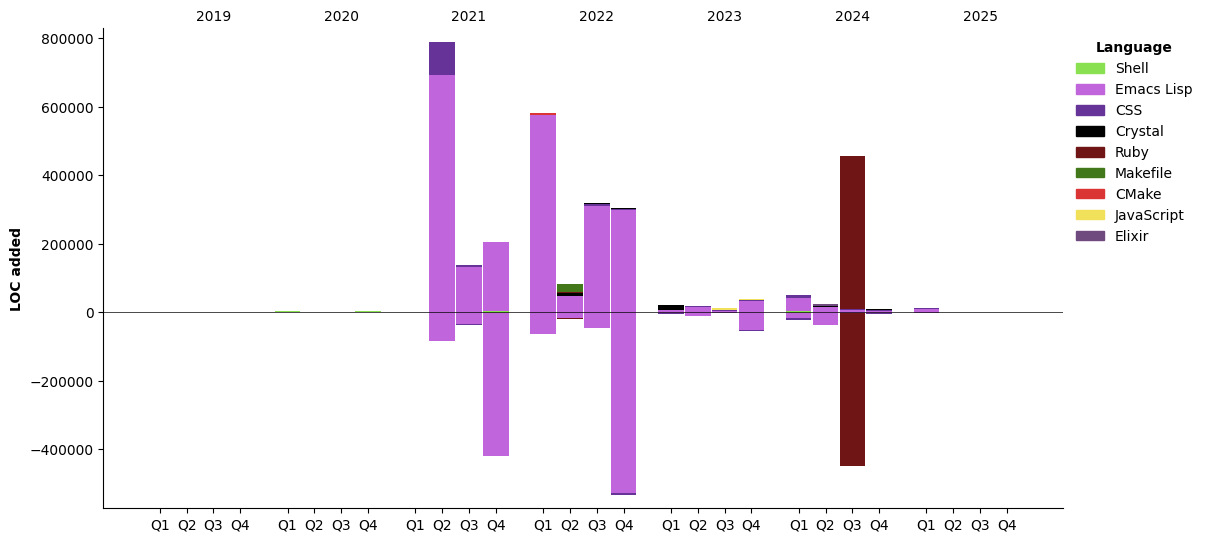 2019 2020 2021 2022 2023 2024 2025
800000
600000
400000
200000
0
−200000
−400000
LOC added
Q1 Q2 Q3 Q4 Q1 Q2 Q3 Q4 Q1 Q2 Q3 Q4 Q1 Q2 Q3 Q4 Q1 Q2 Q3 Q4 Q1 Q2 Q3 Q4 Q1 Q2 Q3 Q4
Language
Shell
Emacs Lisp
CSS
Crystal
Ruby
Makefile
CMake
JavaScript
Elixir